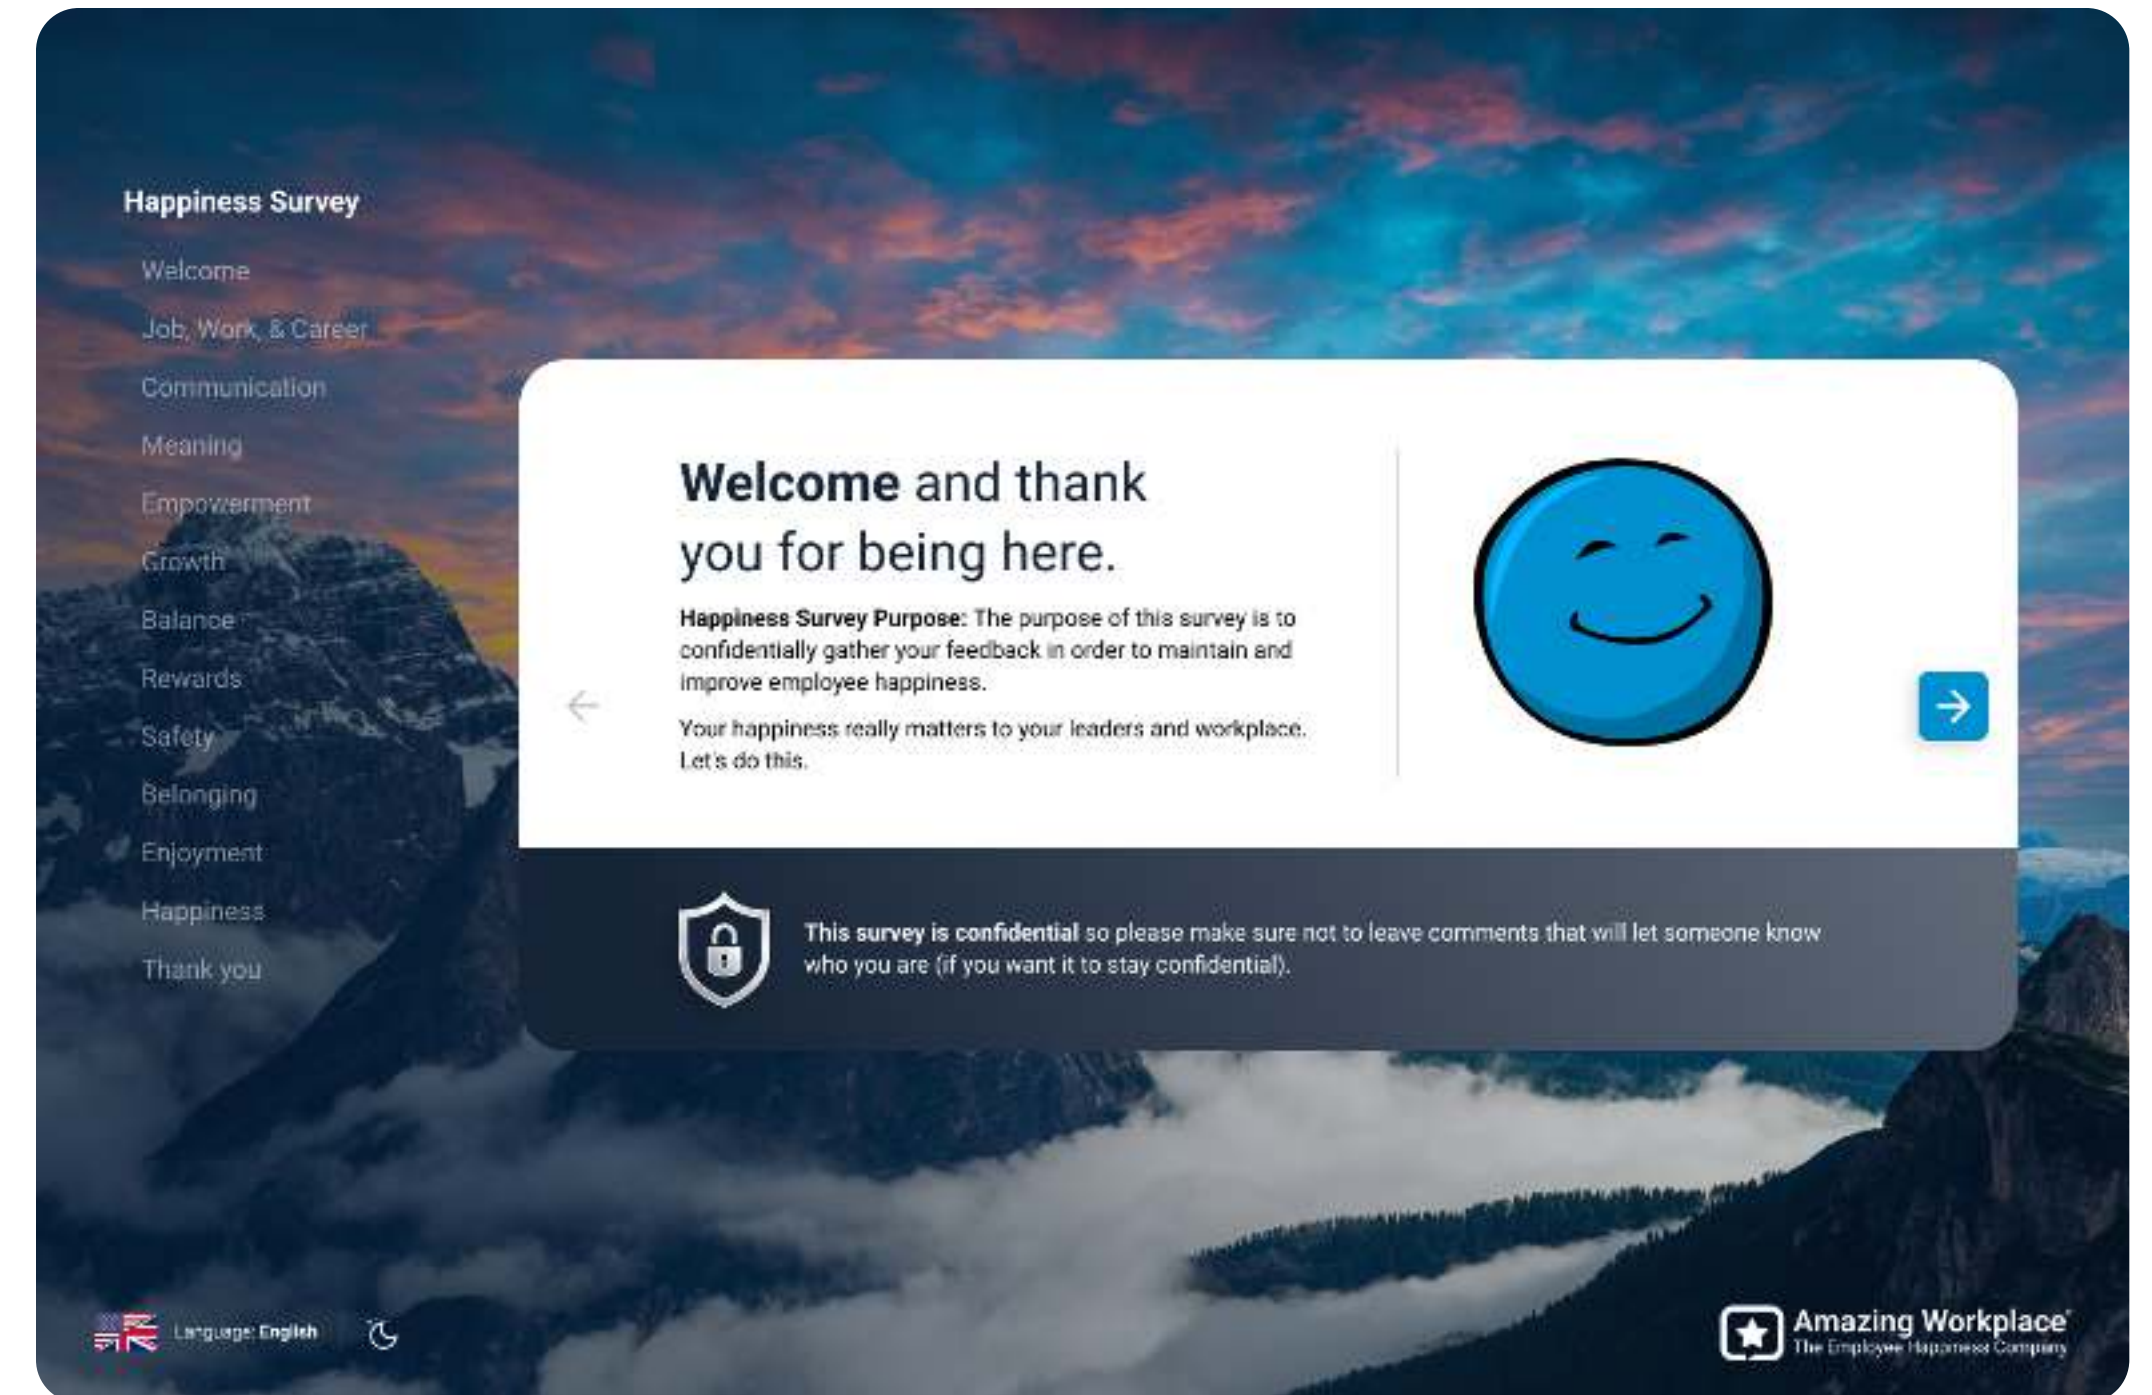 Happiness Survey
Welcome
Job, Work, & Career
Communication
Meaning
Empowerment
Growth
Balance
Rewards
Safety
Belonging
Enjoyment
Happiness
Thank you
Welcome and thank
you for being here.
Happiness Survey Purpose: The purpose of this survey is to
confidentially gather your feedback in order to maintain and
improve employee happiness.
Your happiness really matters to your leaders and workplace.
Let's do this.
This survey is confidential so please make sure not to leave comments that will let someone know
who you are (if you want it to stay confidential).
Language: English
Amazing Workplace
The Employee Happiness Company